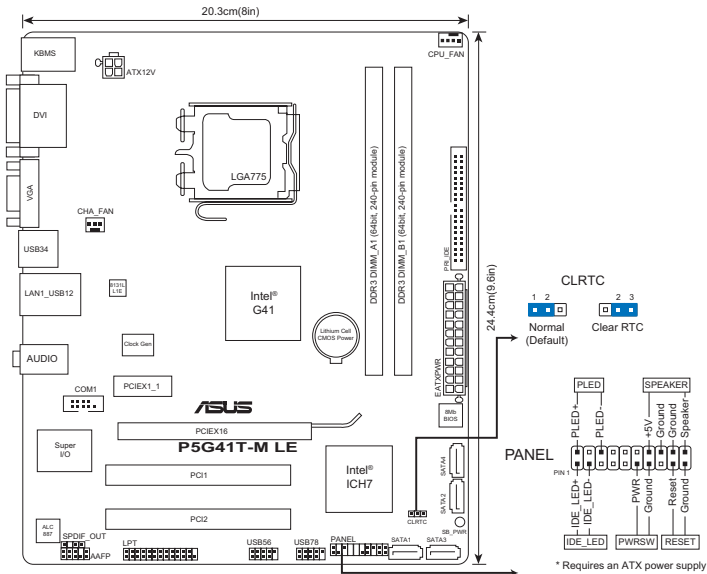 20.3cm(8in)
KBMS
CPU_FAN
ATX12V
DVI
LGA775
DDR3 DIMM_A1 (64bit, 240-pin module)
DDR3 DIMM_B1 (64bit, 240-pin module)
PRI_IDE
24.4cm(9.6in)
VGA
CHA_FAN
USB34
LAN1_USB12
8131L
L1E
Intel®
G41
Lithium Cell
CMOS Power
Clock Gen
AUDIO
EATXPWR
PCIEX1_1
COM1
8Mb
BIOS
ASUS
PCIEX16
P5G41T-M LE
Super
I/O
PCI1
Intel®
ICH7
SATA4
SATA2
CLRTC
SB_PWR
PCI2
ALC
887
SPDIF_OUT
AAFP
LPT
USB56
USB78
PANEL
SATA1
SATA3
CLRTC
1 2
2 3
Normal
(Default)
Clear RTC
PLED
SPEAKER
PLED+
PLED-
+5V
Ground
Ground
Speaker-
PANEL
PIN 1
IDE_LED+
IDE_LED-
PWR
Ground
Reset
Ground
IDE_LED
PWRSW
RESET
* Requires an ATX power supply